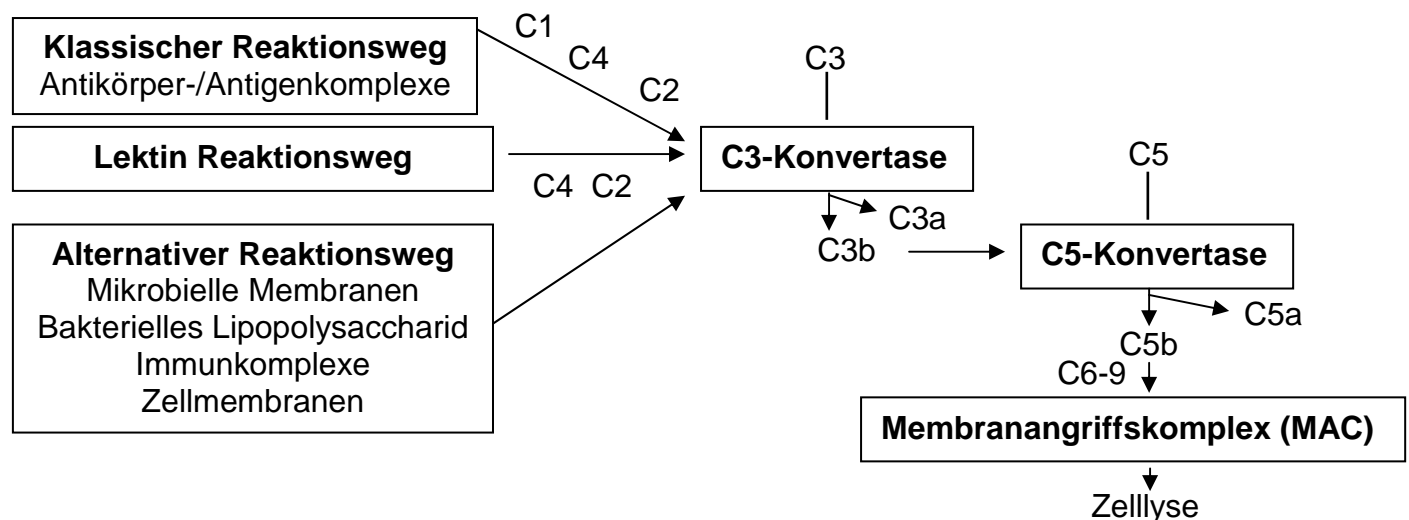 Klassischer Reaktionsweg
Antikörper-/Antigenkomplexe
C1
C4
C2
Lektin Reaktionsweg
C4 C2
Alternativer Reaktionsweg
Mikrobielle Membranen
Bakterielles Lipopolysaccharid
Immunkomplexe
Zellmembranen
C3
C3-Konvertase
C3a
C3b
C5
C5-Konvertase
C5a
C5b
C6-9
Membranangriffskomplex (MAC)
Zelllyse